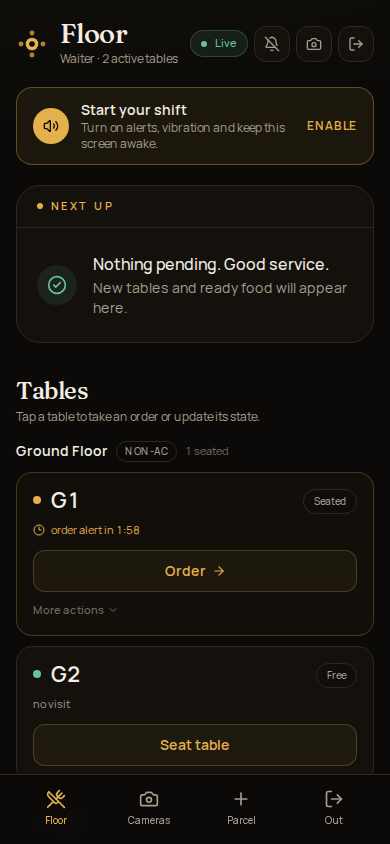 Floor
Waiter · 2 active tables
Live
Start your shift
Turn on alerts, vibration and keep this
screen awake.
ENABLE
NEXT UP
Nothing pending. Good service.
New tables and ready food will appear
here.
Tables
Tap a table to take an order or update its state.
Ground Floor
NON-AC
1 seated
G1
Seated
order alert in 1:58
Order →
More actions
G2
Free
no visit
Seat table
Floor
Cameras
Parcel
Out